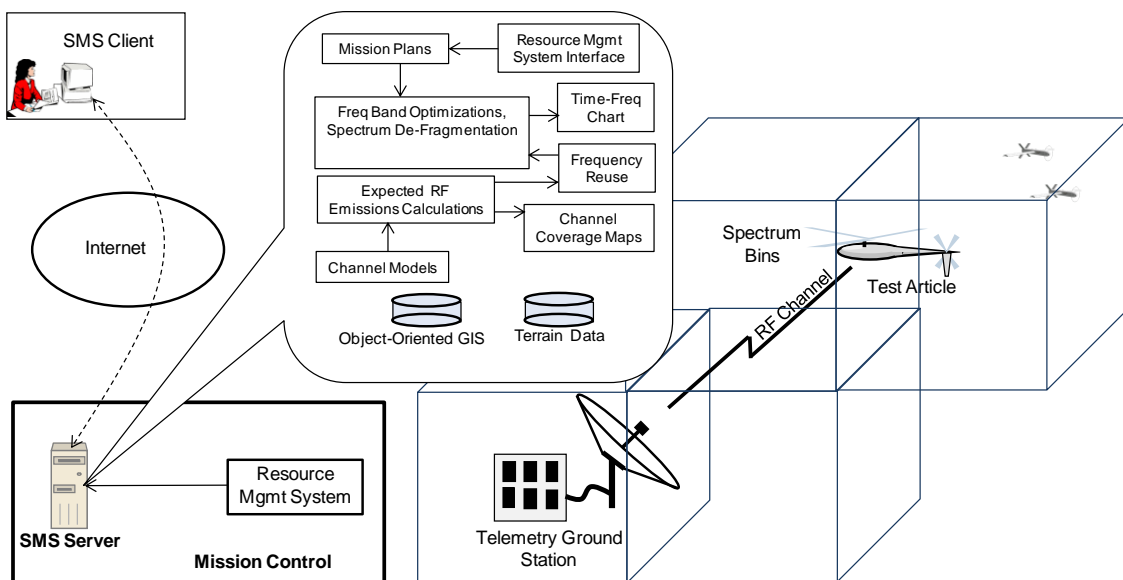 SMS Client
Internet
Mission Plans
Resource Mgmt
System Interface
Freq Band Optimizations,
Spectrum De-Fragmentation
Time-Freq
Chart
Frequency
Reuse
Expected RF
Emissions Calculations
Channel
Coverage Maps
Channel Models
Object-Oriented GIS
Terrain Data
Spectrum
Bins
Test Article
RF Channel
Telemetry Ground
Station
Resource
Mgmt System
SMS Server
Mission Control